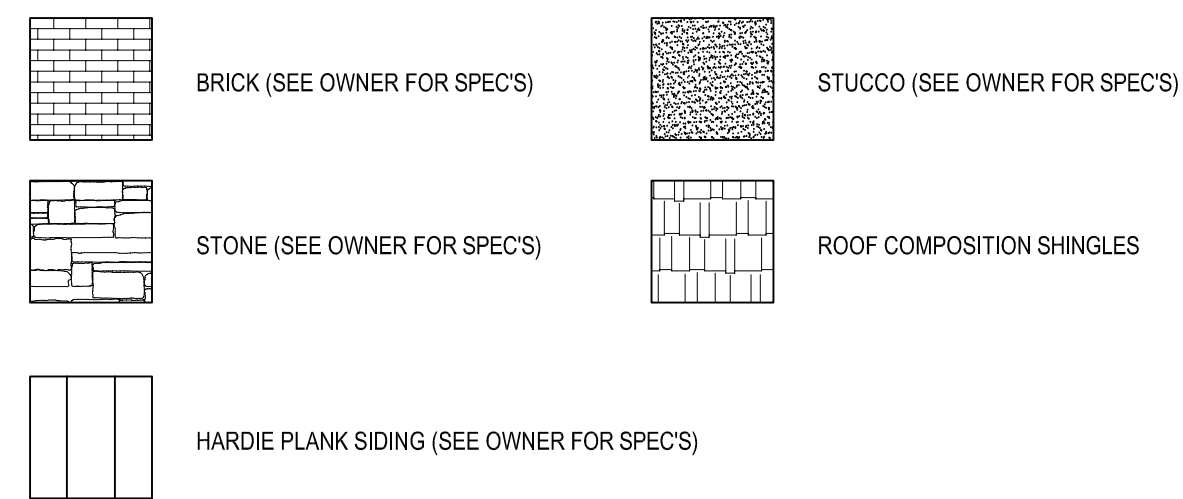 BRICK (SEE OWNER FOR SPEC'S)
STUCCO (SEE OWNER FOR SPEC'S)
STONE (SEE OWNER FOR SPEC'S)
ROOF COMPOSITION SHINGLES
HARDIE PLANK SIDING (SEE OWNER FOR SPEC'S)